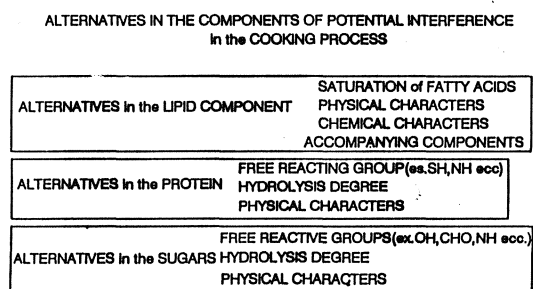 ALTERNATIVES IN THE COMPONENTS OF POTENTIAL INTERFERENCE
in the COOKING PROCESS
SATURATION of FATTY ACIDS
ALTERNATIVES in the LIPID COMPONENT PHYSICAL CHARACTERS
CHEMICAL CHARACTERS
ACCOMPANYING COMPONENTS
FREE REACTING GROUP(es.SH,NH ecc)
ALTERNATIVES in the PROTEIN HYDROLYSIS DEGREE
PHYSICAL CHARACTERS
FREE REACTIVE GROUPS(ex.OH,CHO,NH ecc.)
ALTERNATIVES in the SUGARS HYDROLYSIS DEGREE
PHYSICAL CHARACTERS